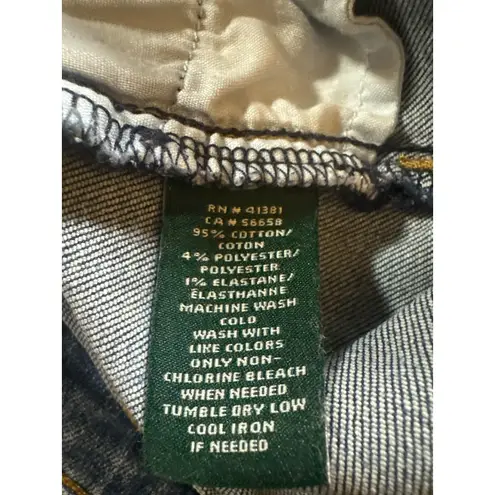 RN # 41381
CA # 56658
95% COTTON/
COTON
4% POLYESTER/
POLYESTER
1% ELASTANE/
ÉLASTHANNE
MACHINE WASH
COLD
WASH WITH
LIKE COLORS
ONLY NON-
CHLORINE BLEACH
WHEN NEEDED
TUMBLE DRY LOW
COOL IRON
IF NEEDED